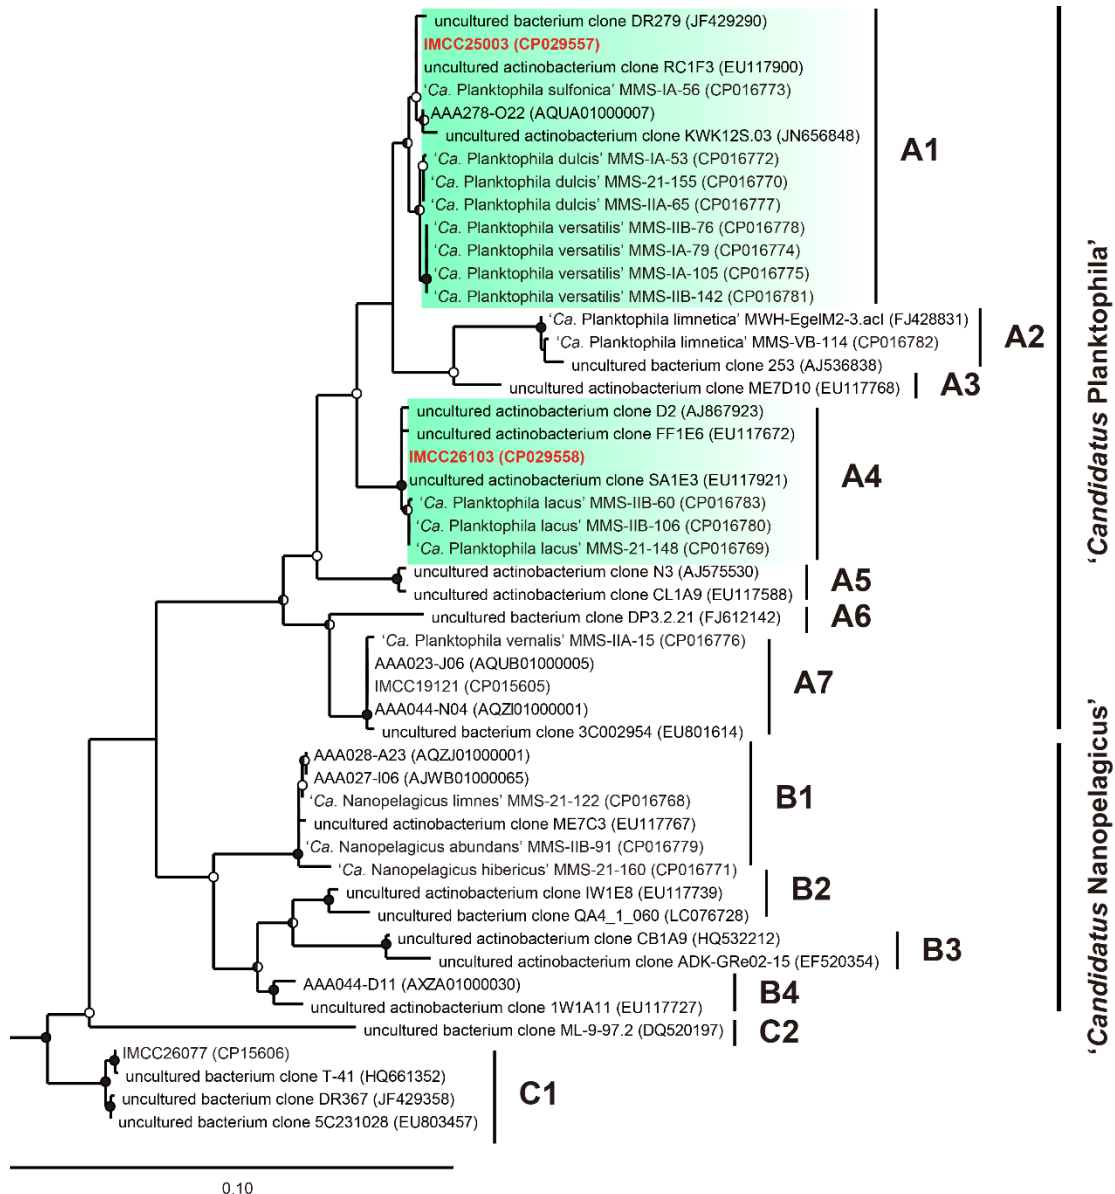 uncultured bacterium clone DR279 (JF429290)
IMCC25003 (CP029557)
uncultured actinobacterium clone RC1F3 (EU117900)
‘Ca. Planktophila sulfonica’ MMS-IA-56 (CP016773)
AAA278-O22 (AQUA01000007)
uncultured actinobacterium clone KWK12S.03 (JN656848)
‘Ca. Planktophila dulcis’ MMS-IA-53 (CP016772)
‘Ca. Planktophila dulcis’ MMS-21-155 (CP016770)
‘Ca. Planktophila dulcis’ MMS-IIA-65 (CP016777)
‘Ca. Planktophila versatilis’ MMS-IIB-76 (CP016778)
‘Ca. Planktophila versatilis’ MMS-IA-79 (CP016774)
‘Ca. Planktophila versatilis’ MMS-IA-105 (CP016775)
‘Ca. Planktophila versatilis’ MMS-IIB-142 (CP016781)
A1
‘Ca. Planktophila limnetica’ MWH-EgelM2-3.acI (FJ428831)
‘Ca. Planktophila limnetica’ MMS-VB-114 (CP016782)
uncultured bacterium clone 253 (AJ536838)
A2
uncultured actinobacterium clone ME7D10 (EU117768)
A3
uncultured actinobacterium clone D2 (AJ867923)
uncultured actinobacterium clone FF1E6 (EU117672)
IMCC26103 (CP029558)
uncultured actinobacterium clone SA1E3 (EU117921)
‘Ca. Planktophila lacus’ MMS-IIB-60 (CP016783)
‘Ca. Planktophila lacus’ MMS-IIB-106 (CP016780)
‘Ca. Planktophila lacus’ MMS-21-148 (CP016769)
A4
uncultured actinobacterium clone N3 (AJ575530)
uncultured actinobacterium clone CL1A9 (EU117588)
A5
uncultured bacterium clone DP3.2.21 (FJ612142)
A6
‘Ca. Planktophila vernalis’ MMS-IIA-15 (CP016776)
AAA023-J06 (AQUB01000005)
IMCC19121 (CP015605)
AAA044-N04 (AQZI01000001)
uncultured bacterium clone 3C002954 (EU801614)
A7
‘Candidatus Planktophila’
AAA028-A23 (AQZJ01000001)
AAA027-I06 (AJWB01000065)
‘Ca. Nanopelagicus limnes’ MMS-21-122 (CP016768)
uncultured actinobacterium clone ME7C3 (EU117767)
‘Ca. Nanopelagicus abundans’ MMS-IIB-91 (CP016779)
‘Ca. Nanopelagicus hibericus’ MMS-21-160 (CP016771)
B1
uncultured actinobacterium clone IW1E8 (EU117739)
uncultured bacterium clone QA4_1_060 (LC076728)
B2
uncultured actinobacterium clone CB1A9 (HQ532212)
uncultured actinobacterium clone ADK-GRe02-15 (EF520354)
B3
AAA044-D11 (AXZA01000030)
uncultured actinobacterium clone 1W1A11 (EU117727)
B4
‘Candidatus Nanopelagicus’
uncultured bacterium clone ML-9-97.2 (DQ520197)
C2
IMCC26077 (CP15606)
uncultured bacterium clone T-41 (HQ661352)
uncultured bacterium clone DR367 (JF429358)
uncultured bacterium clone 5C231028 (EU803457)
C1
0.10